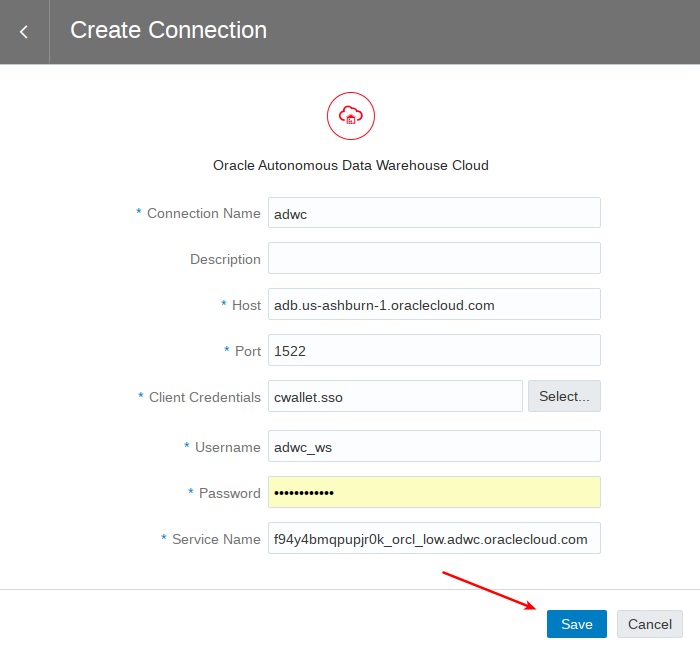 Create Connection
Oracle Autonomous Data Warehouse Cloud
* Connection Name adwc
Description
* Host adb.us-ashburn-1.oraclecloud.com
* Port 1522
* Client Credentials cwallet.sso Select...
* Username adwc_ws
* Password ••••••••••••
* Service Name f94y4bmqpupjr0k_orcl_low.adwc.oraclecloud.com
Save Cancel